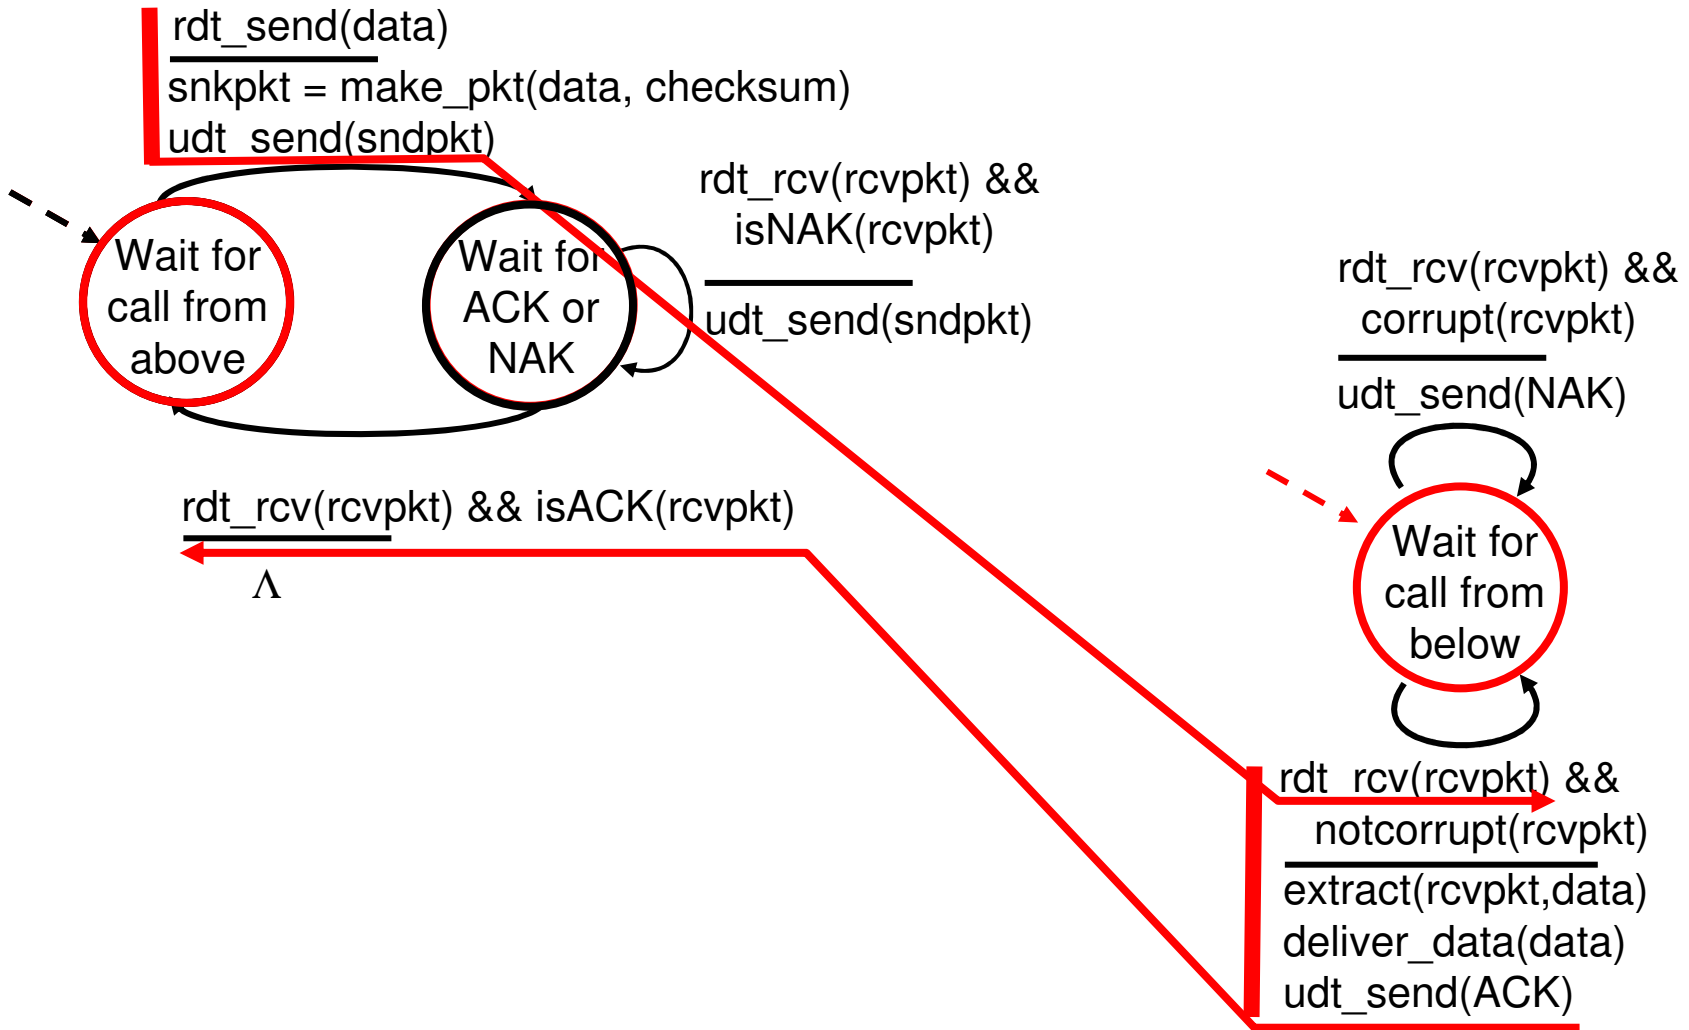 rdt_send(data)
snkpkt = make_pkt(data, checksum)
udt_send(sndpkt)
Wait for
call from
above
Wait for
ACK or
NAK
rdt_rcv(rcvpkt) &&
isNAK(rcvpkt)
udt_send(sndpkt)
rdt_rcv(rcvpkt) && isACK(rcvpkt)
Λ
rdt_rcv(rcvpkt) &&
corrupt(rcvpkt)
udt_send(NAK)
Wait for
call from
below
rdt_rcv(rcvpkt) &&
notcorrupt(rcvpkt)
extract(rcvpkt,data)
deliver_data(data)
udt_send(ACK)